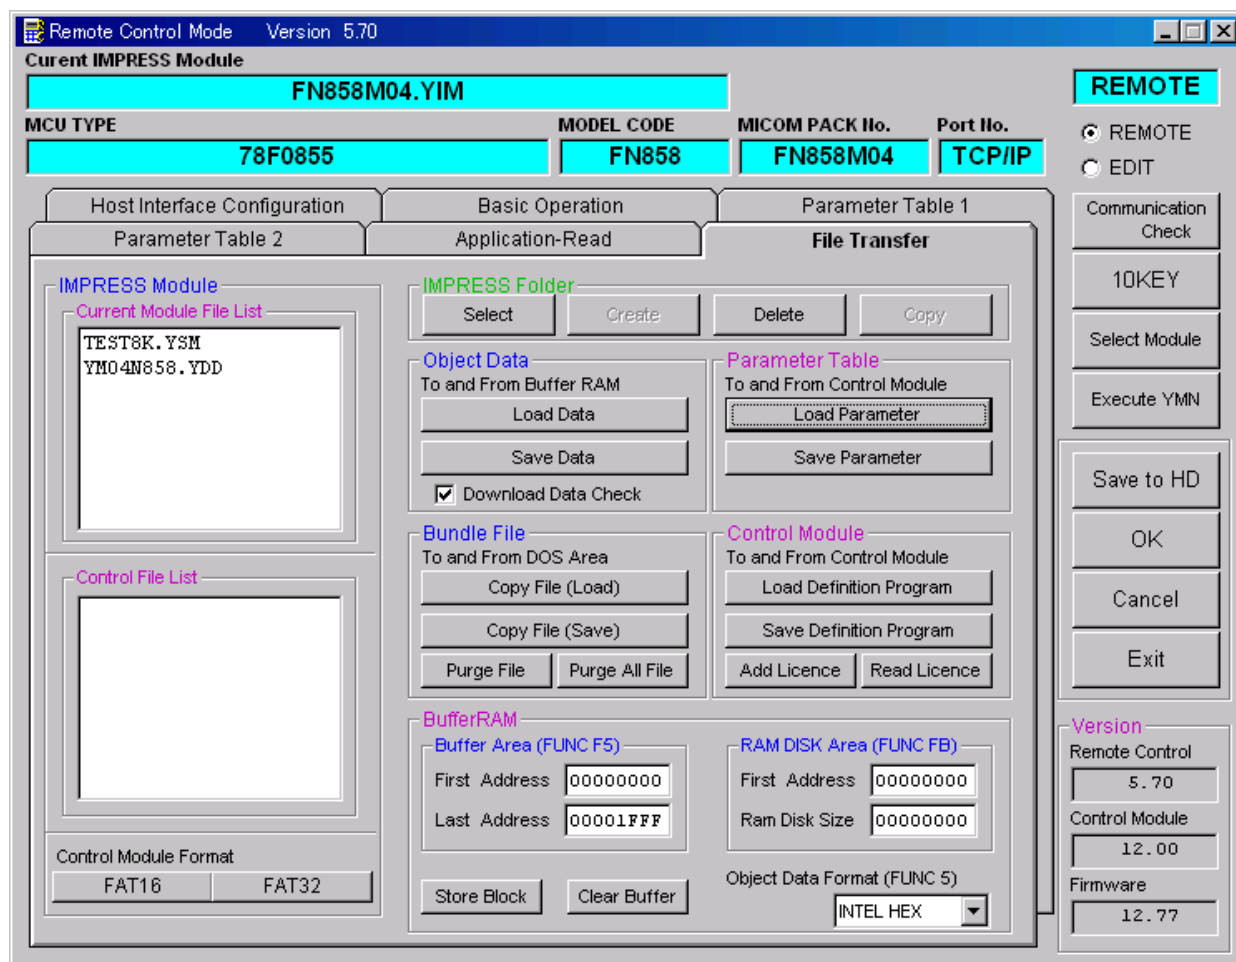 Remote Control Mode Version 5.70
Curent IMPRESS Module
FN858M04.YIM
MCU TYPE
MODEL CODE
MICOM PACK No.
Port No.
78F0855
FN858
FN858M04
TCP/IP
REMOTE
REMOTE
EDIT
Host Interface Configuration
Basic Operation
Parameter Table 1
Parameter Table 2
Application-Read
File Transfer
IMPRESS Module
Current Module File List
TEST8K.YSM
YM04N858.YDD
Control File List
Control Module Format
FAT16
FAT32
IMPRESS Folder
Select
Create
Delete
Copy
Object Data
To and From Buffer RAM
Load Data
Save Data
Download Data Check
Parameter Table
To and From Control Module
Load Parameter
Save Parameter
Bundle File
To and From DOS Area
Copy File (Load)
Copy File (Save)
Purge File
Purge All File
Control Module
To and From Control Module
Load Definition Program
Save Definition Program
Add Licence
Read Licence
BufferRAM
Buffer Area (FUNC F5)
First Address 00000000
Last Address 00001FFF
RAM DISK Area (FUNC FB)
First Address 00000000
Ram Disk Size 00000000
Store Block
Clear Buffer
Object Data Format (FUNC 5)
INTEL HEX
Communication
Check
10KEY
Select Module
Execute YMN
Save to HD
OK
Cancel
Exit
Version
Remote Control
5.70
Control Module
12.00
Firmware
12.77